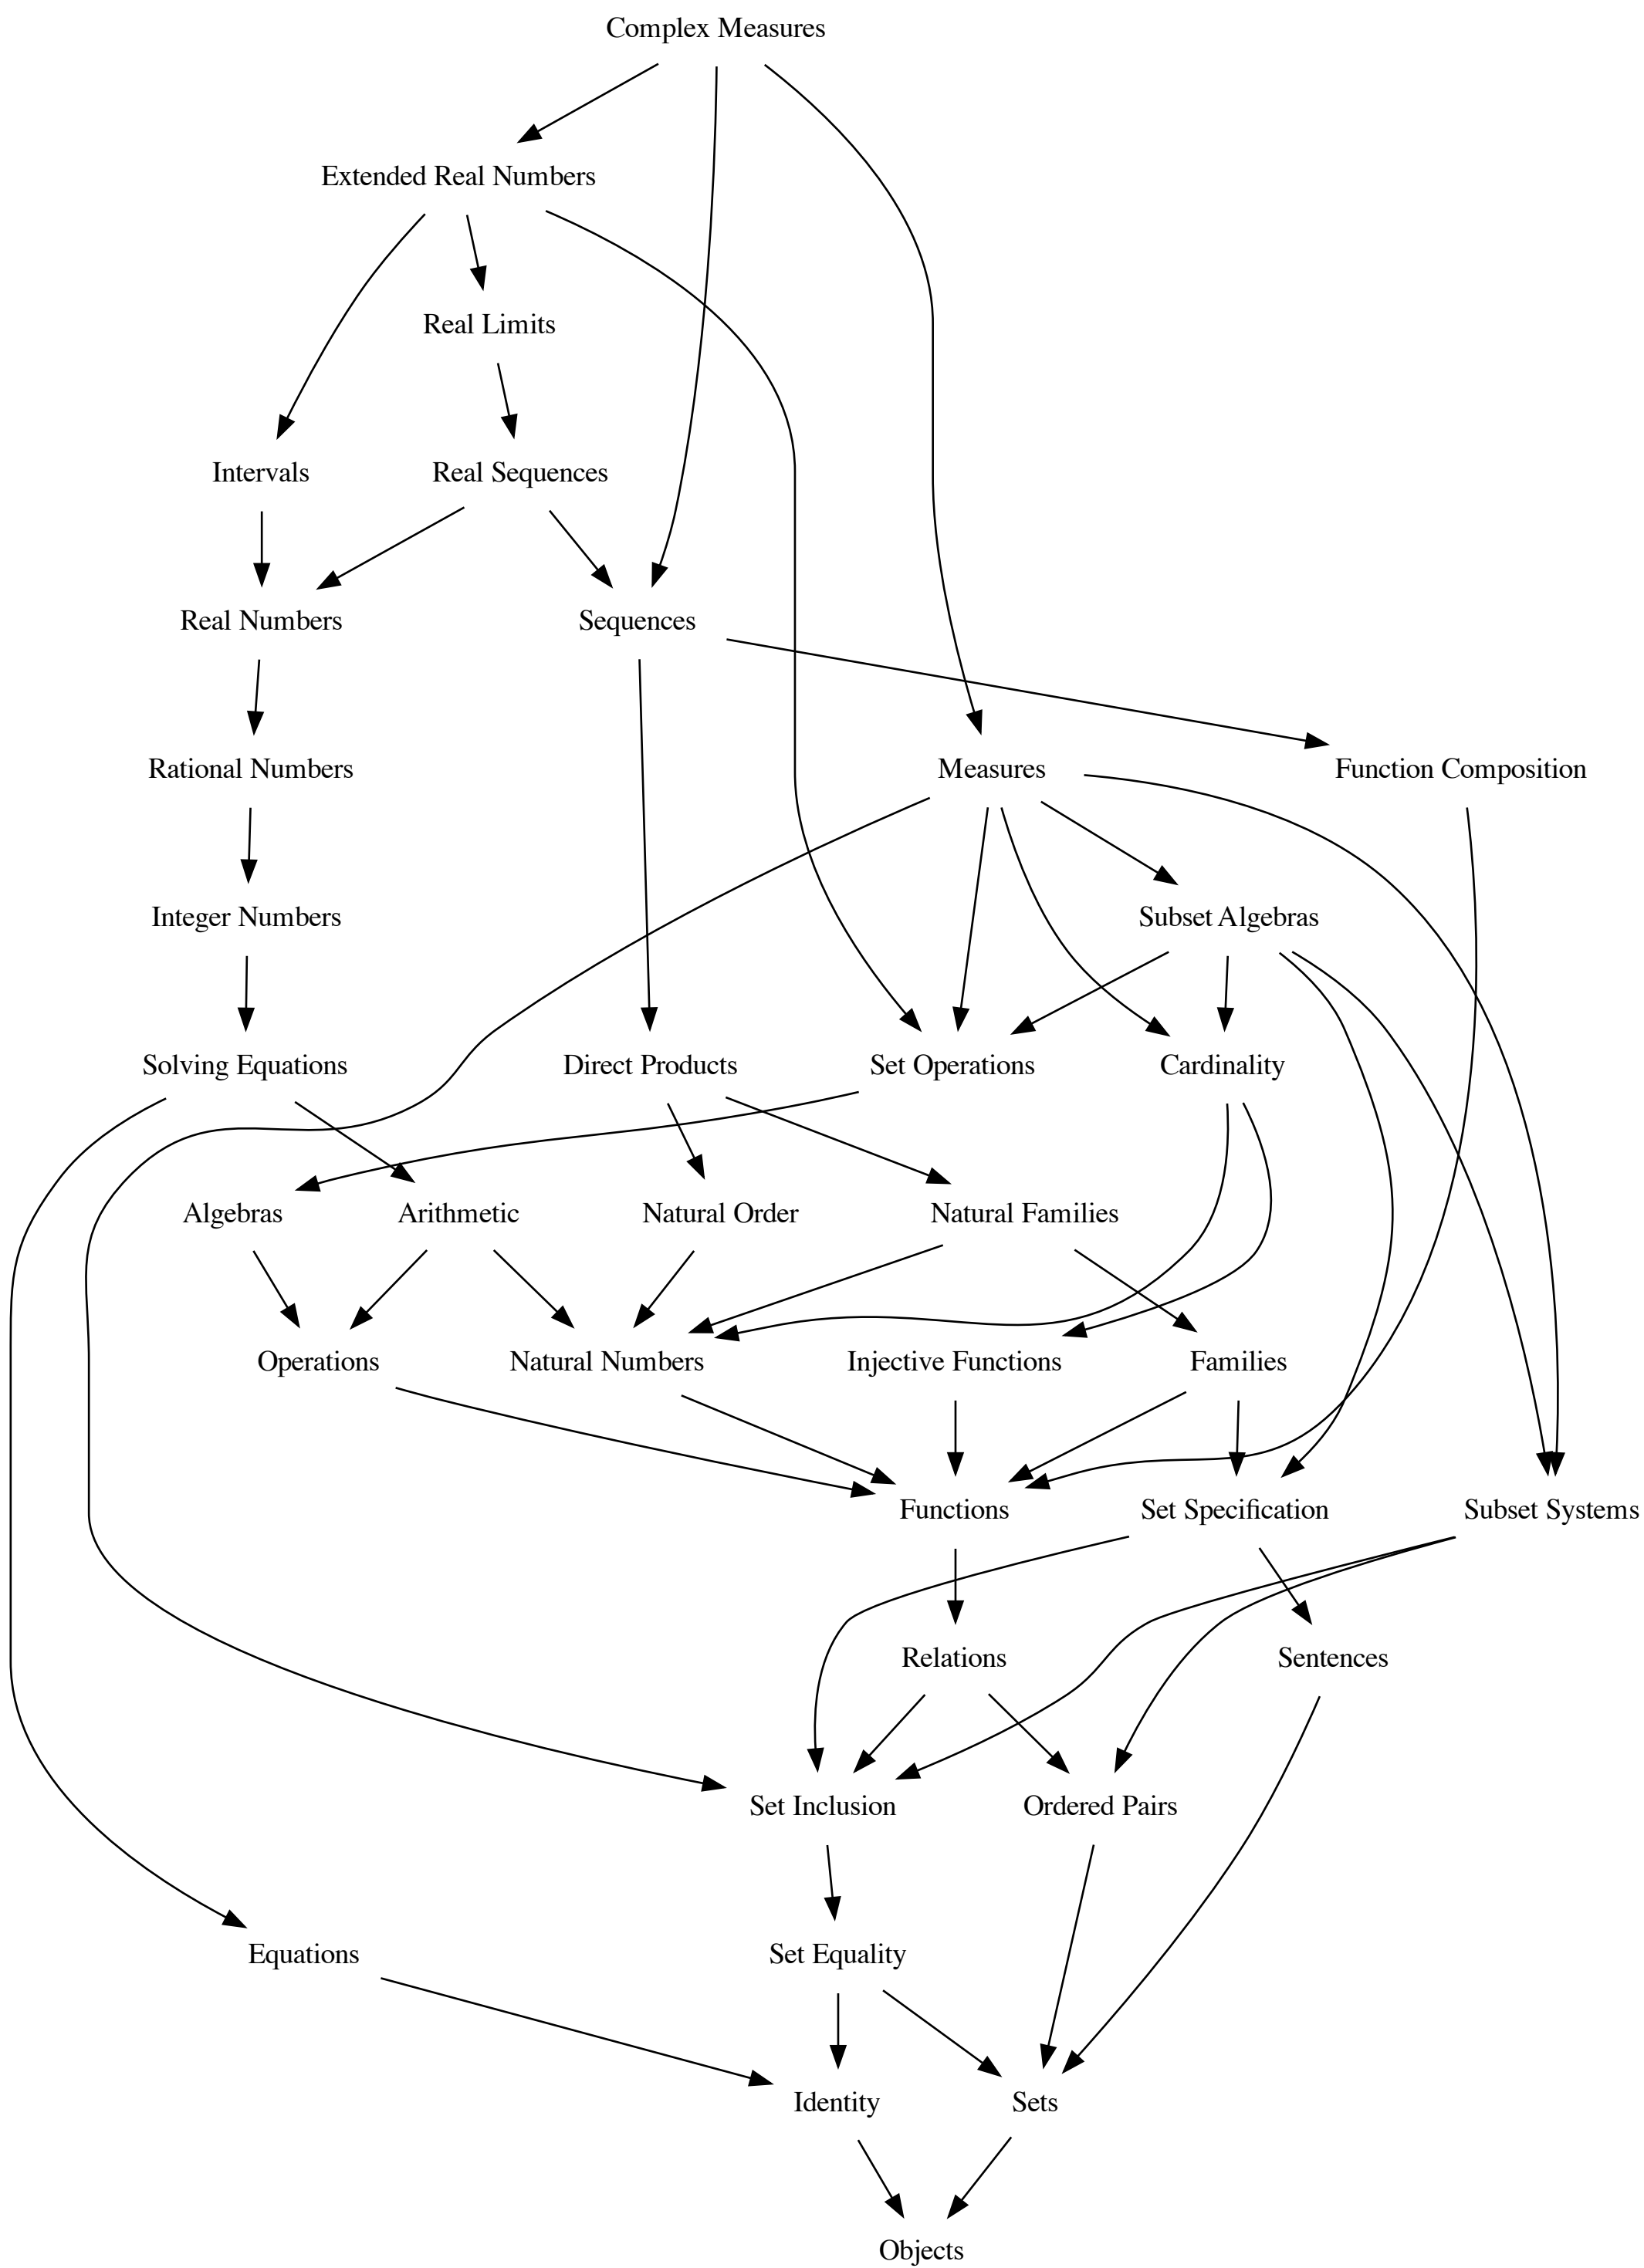 Complex Measures
Extended Real Numbers
Real Limits
Intervals
Real Sequences
Real Numbers
Sequences
Rational Numbers
Measures
Function Composition
Integer Numbers
Subset Algebras
Solving Equations
Direct Products
Set Operations
Cardinality
Algebras
Arithmetic
Natural Order
Natural Families
Operations
Natural Numbers
Injective Functions
Families
Functions
Set Specification
Subset Systems
Relations
Sentences
Set Inclusion
Ordered Pairs
Equations
Set Equality
Identity
Sets
Objects